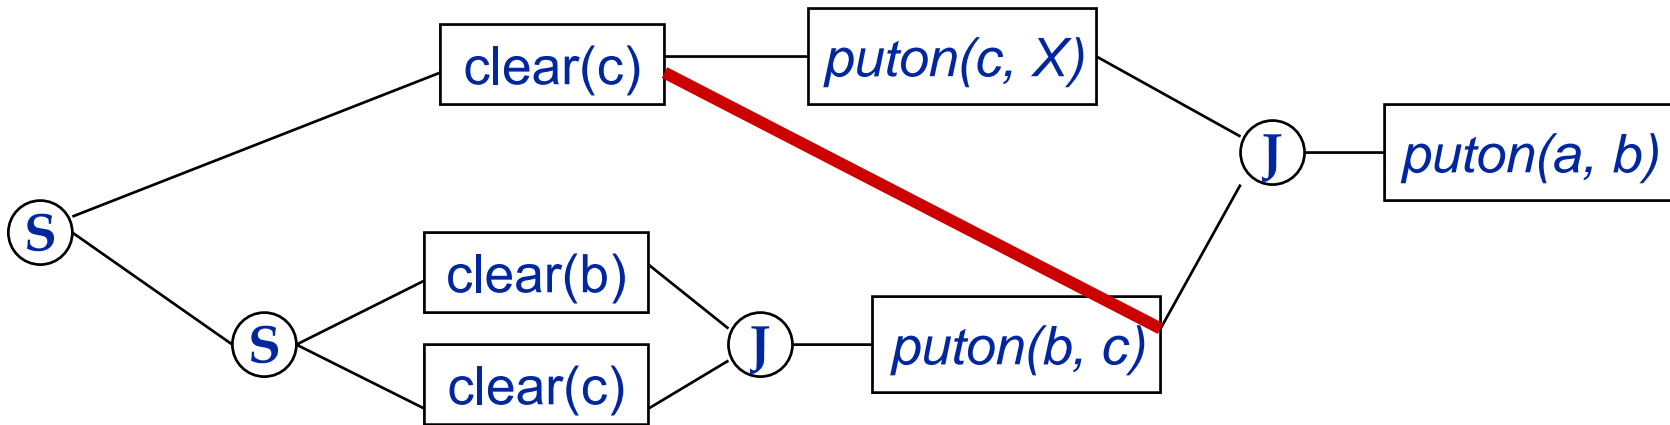 clear(c)
puton(c, X)
J
puton(a, b)
S
clear(b)
S
J
puton(b, c)
clear(c)